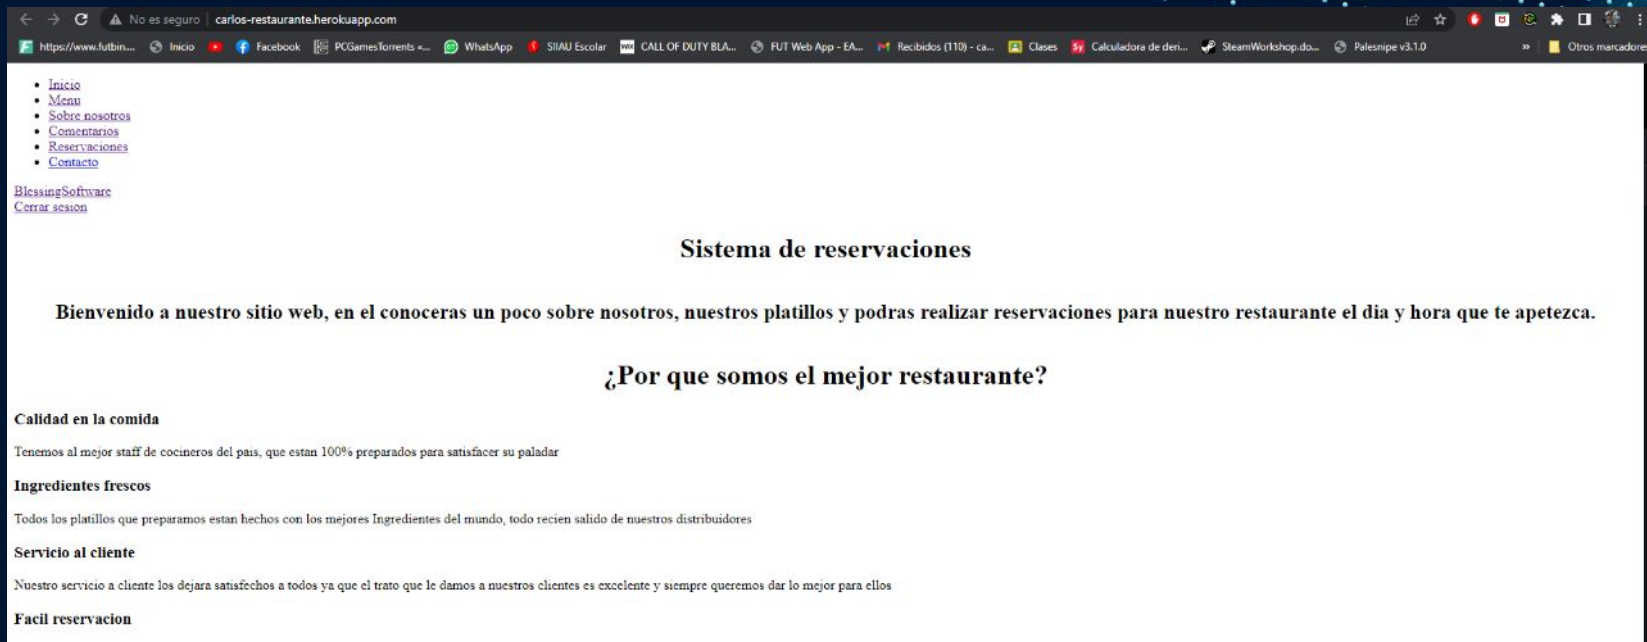 No es seguro carlos-restaurante.herokuapp.com
https://www.futbin.... Inicio Facebook PCGamesTorrents «... WhatsApp SIIAU Escolar CALL OF DUTY BLA... FUT Web App - EA... Recibidos (110) - ca... Clases Calculadora de deri... SteamWorkshop.do... Palesnipe v3.1.0 » Otros marcadores
Inicio
Menu
Sobre nosotros
Comentarios
Reservaciones
Contacto
BlessingSoftware
Cerrar sesion
Sistema de reservaciones
Bienvenido a nuestro sitio web, en el conoceras un poco sobre nosotros, nuestros platillos y podras realizar reservaciones para nuestro restaurante el dia y hora que te apetezca.
¿Por que somos el mejor restaurante?
Calidad en la comida
Tenemos al mejor staff de cocineros del pais, que estan 100% preparados para satisfacer su paladar
Ingredientes frescos
Todos los platillos que preparamos estan hechos con los mejores Ingredientes del mundo, todo recien salido de nuestros distribuidores
Servicio al cliente
Nuestro servicio a cliente los dejara satisfechos a todos ya que el trato que le damos a nuestros clientes es excelente y siempre queremos dar lo mejor para ellos
Facil reservacion